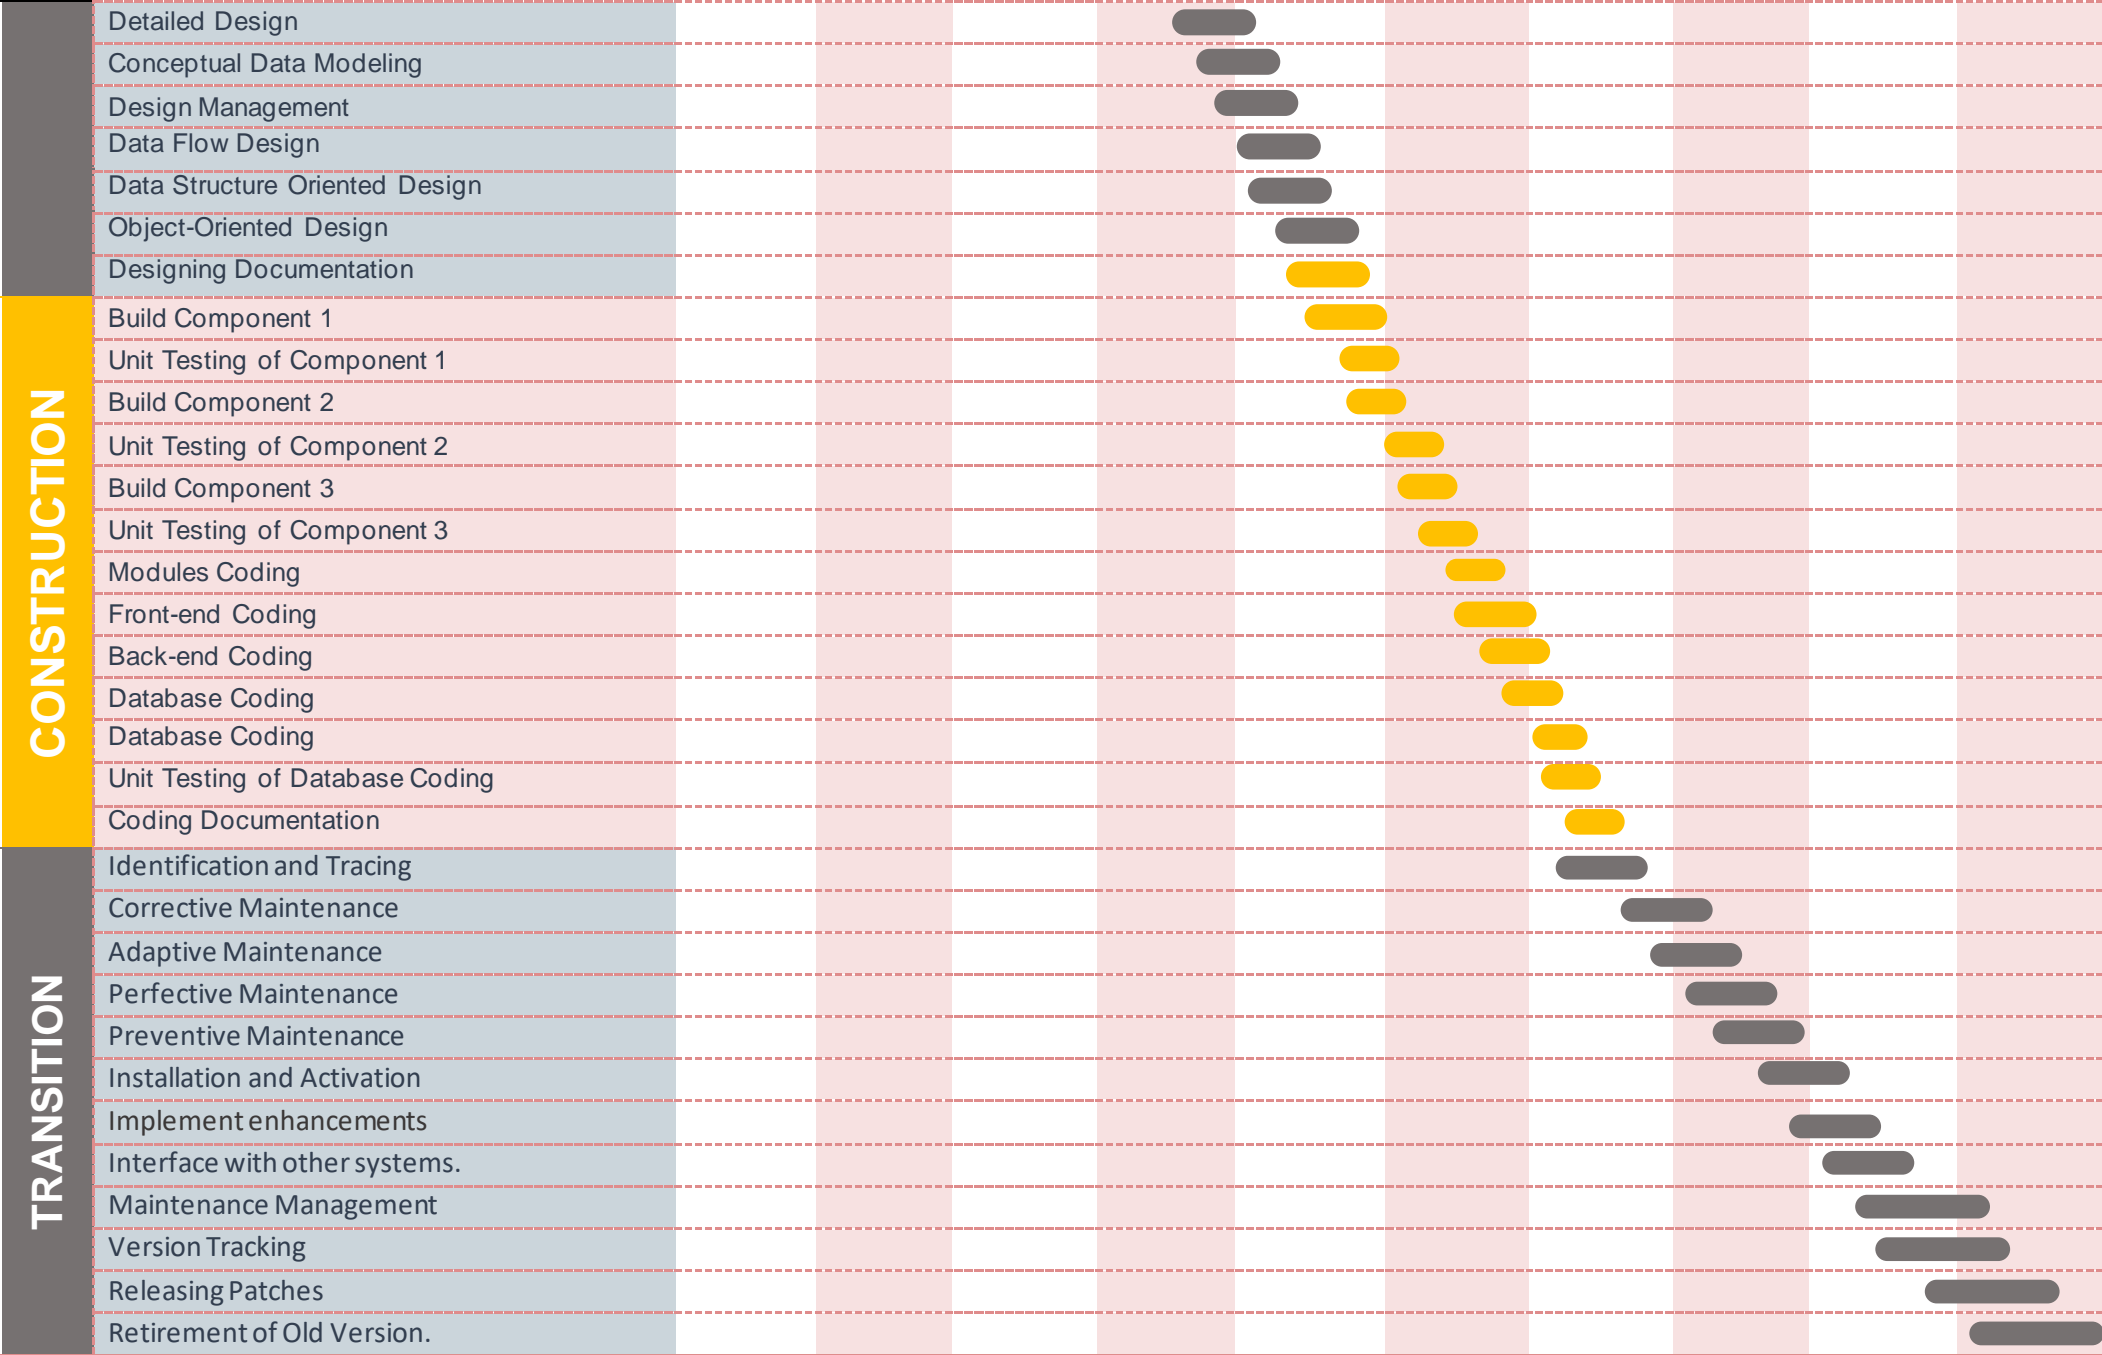 Detailed Design
Conceptual Data Modeling
Design Management
Data Flow Design
Data Structure Oriented Design
Object-Oriented Design
Designing Documentation
CONSTRUCTION
Build Component 1
Unit Testing of Component 1
Build Component 2
Unit Testing of Component 2
Build Component 3
Unit Testing of Component 3
Modules Coding
Front-end Coding
Back-end Coding
Database Coding
Database Coding
Unit Testing of Database Coding
Coding Documentation
TRANSITION
Identification and Tracing
Corrective Maintenance
Adaptive Maintenance
Perfective Maintenance
Preventive Maintenance
Installation and Activation
Implement enhancements
Interface with other systems.
Maintenance Management
Version Tracking
Releasing Patches
Retirement of Old Version.